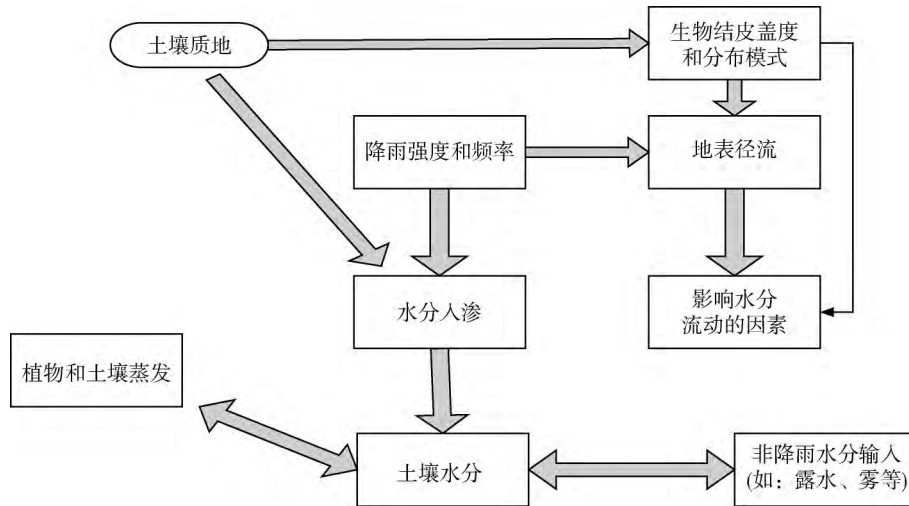 土壤质地
生物结皮盖度
和分布模式
降雨强度和频率
地表径流
水分入渗
影响水分
流动的因素
植物和土壤蒸发
土壤水分
非降雨水分输入
(如：露水、雾等)